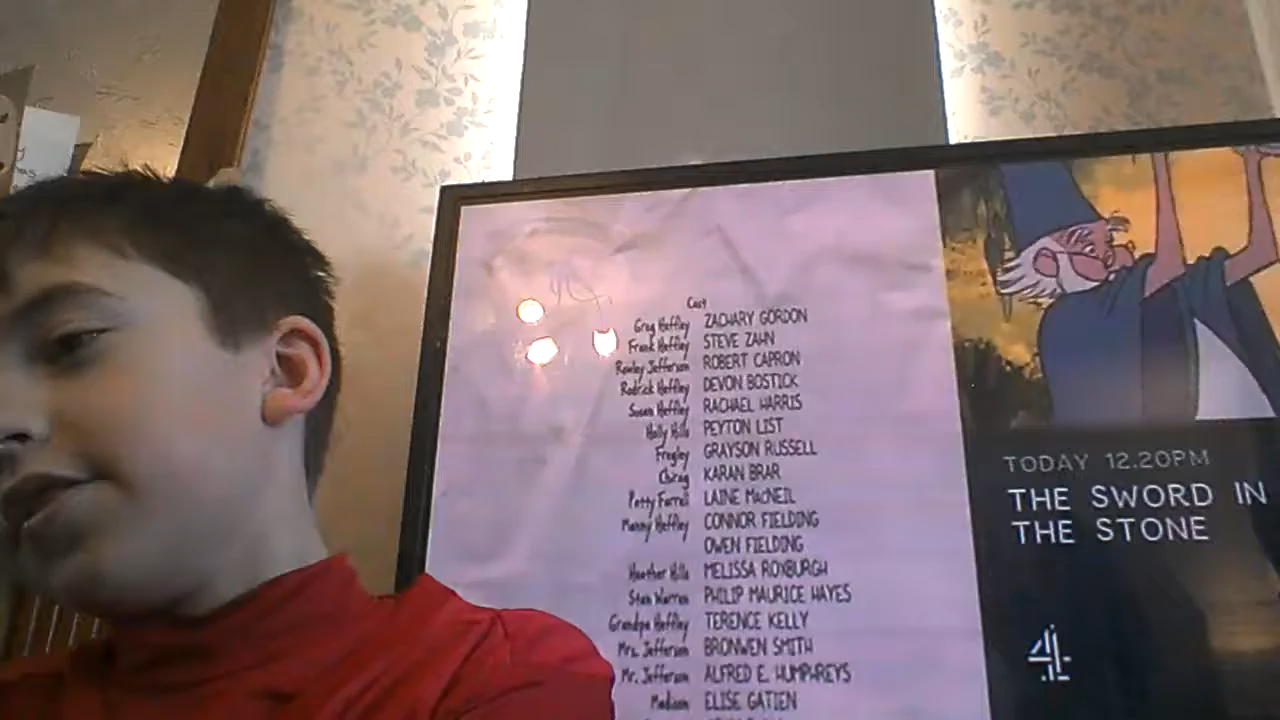 Cast
Greg Heffley ZACHARY GORDON
Frank Heffley STEVE ZAHN
Rowley Jefferson ROBERT CAPRON
Rodrick Heffley DEVON BOSTICK
Susan Heffley RACHAEL HARRIS
Holly Hills PEYTON LIST
Fregley GRAYSON RUSSELL
Chirag KARAN BRAR
Patty Farrell LAINE MacNEIL
Manny Heffley CONNOR FIELDING
OWEN FIELDING
Heather Hills MELISSA ROXBURGH
Stan Warren PHILIP MAURICE HAYES
Grandpa Heffley TERENCE KELLY
Mrs. Jefferson BRONWEN SMITH
Mr. Jefferson ALFRED E. HUMPHREYS
Madison ELISE GATIEN
TODAY 12.20PM
THE SWORD IN
THE STONE
4